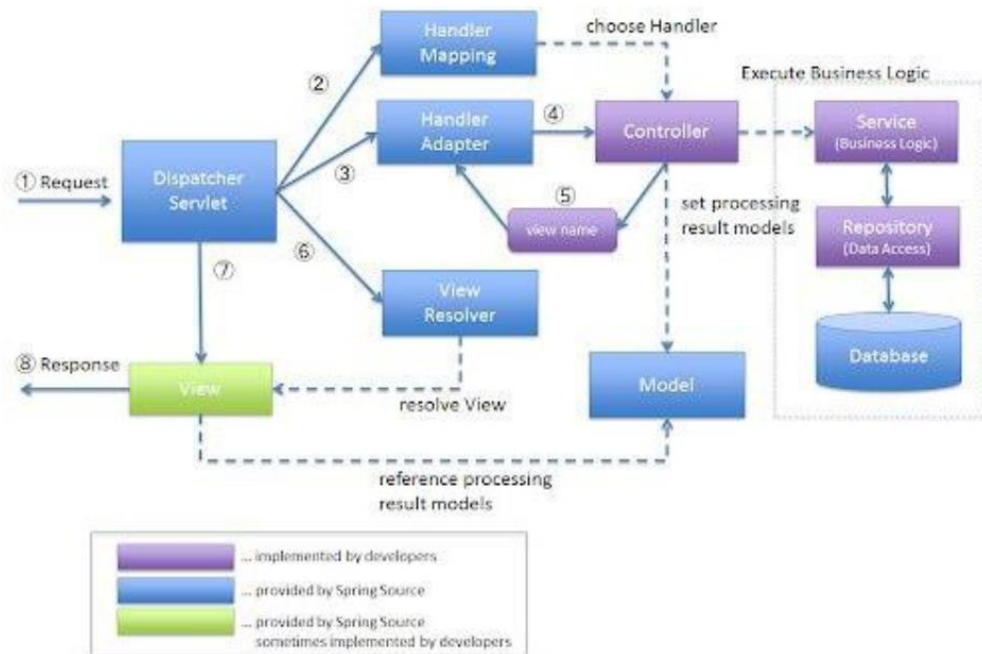 Handler
Mapping
choose Handler
②
Execute Business Logic
Handler
Adapter
④
Controller
Service
(Business Logic)
① Request
Dispatcher
Servlet
③
⑤
view name
set processing
result models
Repository
(Data Access)
⑥
⑦
View
Resolver
Database
⑧ Response
View
resolve View
Model
reference processing
result models
... implemented by developers
... provided by Spring Source
... provided by Spring Source
sometimes implemented by developers